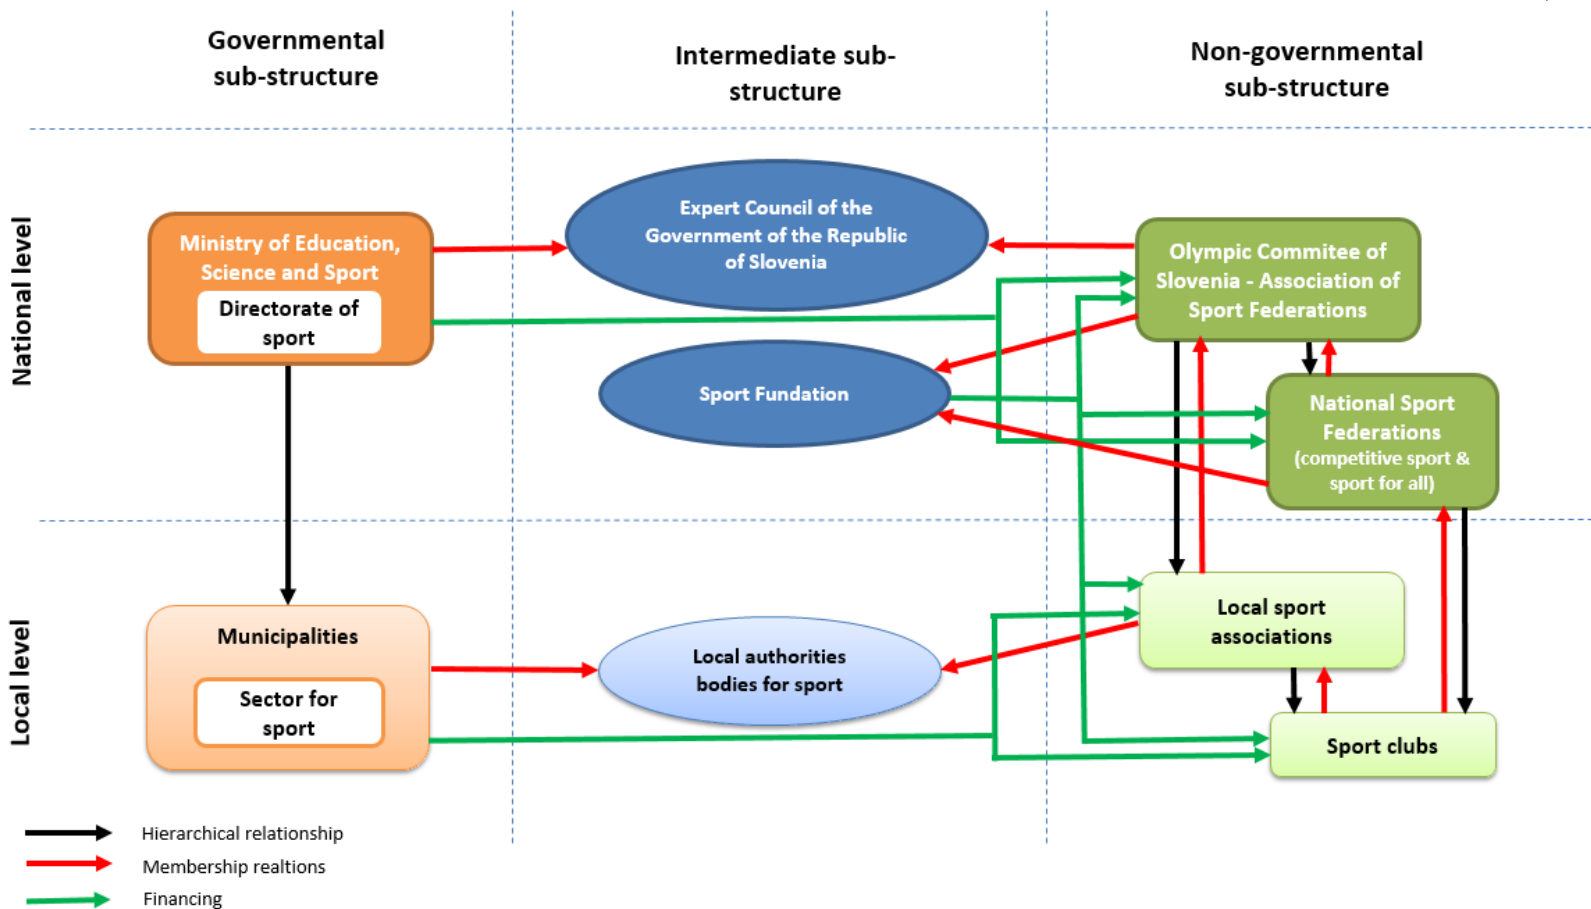 Governmental
sub-structure
Intermediate sub-
structure
Non-governmental
sub-structure
National level
Ministry of Education,
Science and Sport
Directorate of
sport
Expert Council of the
Government of the Republic
of Slovenia
Sport Fundation
Olympic Commitee of
Slovenia - Association of
Sport Federations
National Sport
Federations
(competitive sport &
sport for all)
Local level
Municipalities
Sector for
sport
Local authorities
bodies for sport
Local sport
associations
Sport clubs
Hierarchical relationship
Membership realtions
Financing